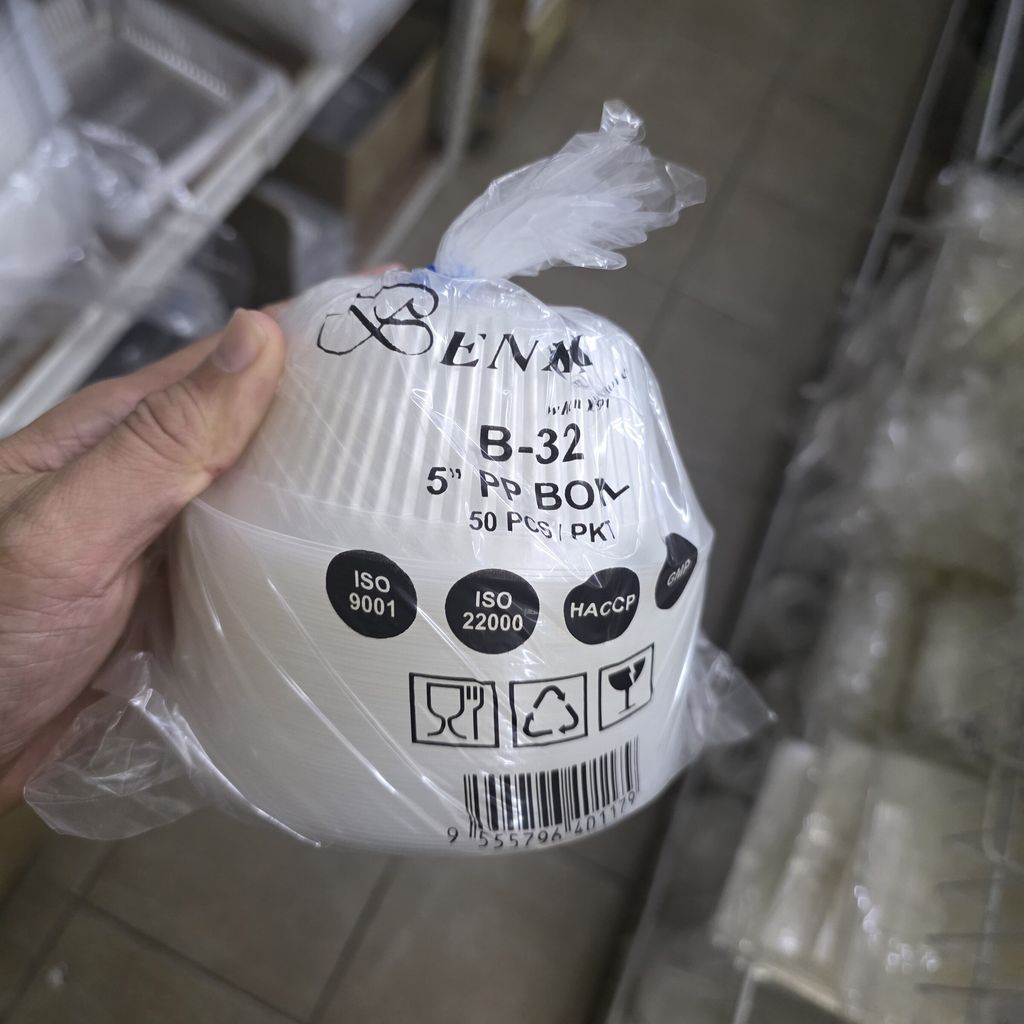 B-32
5" PP BOWL
50 PCS / PKT
ISO
9001
ISO
22000
HACCP
GMP
9 555796 401179